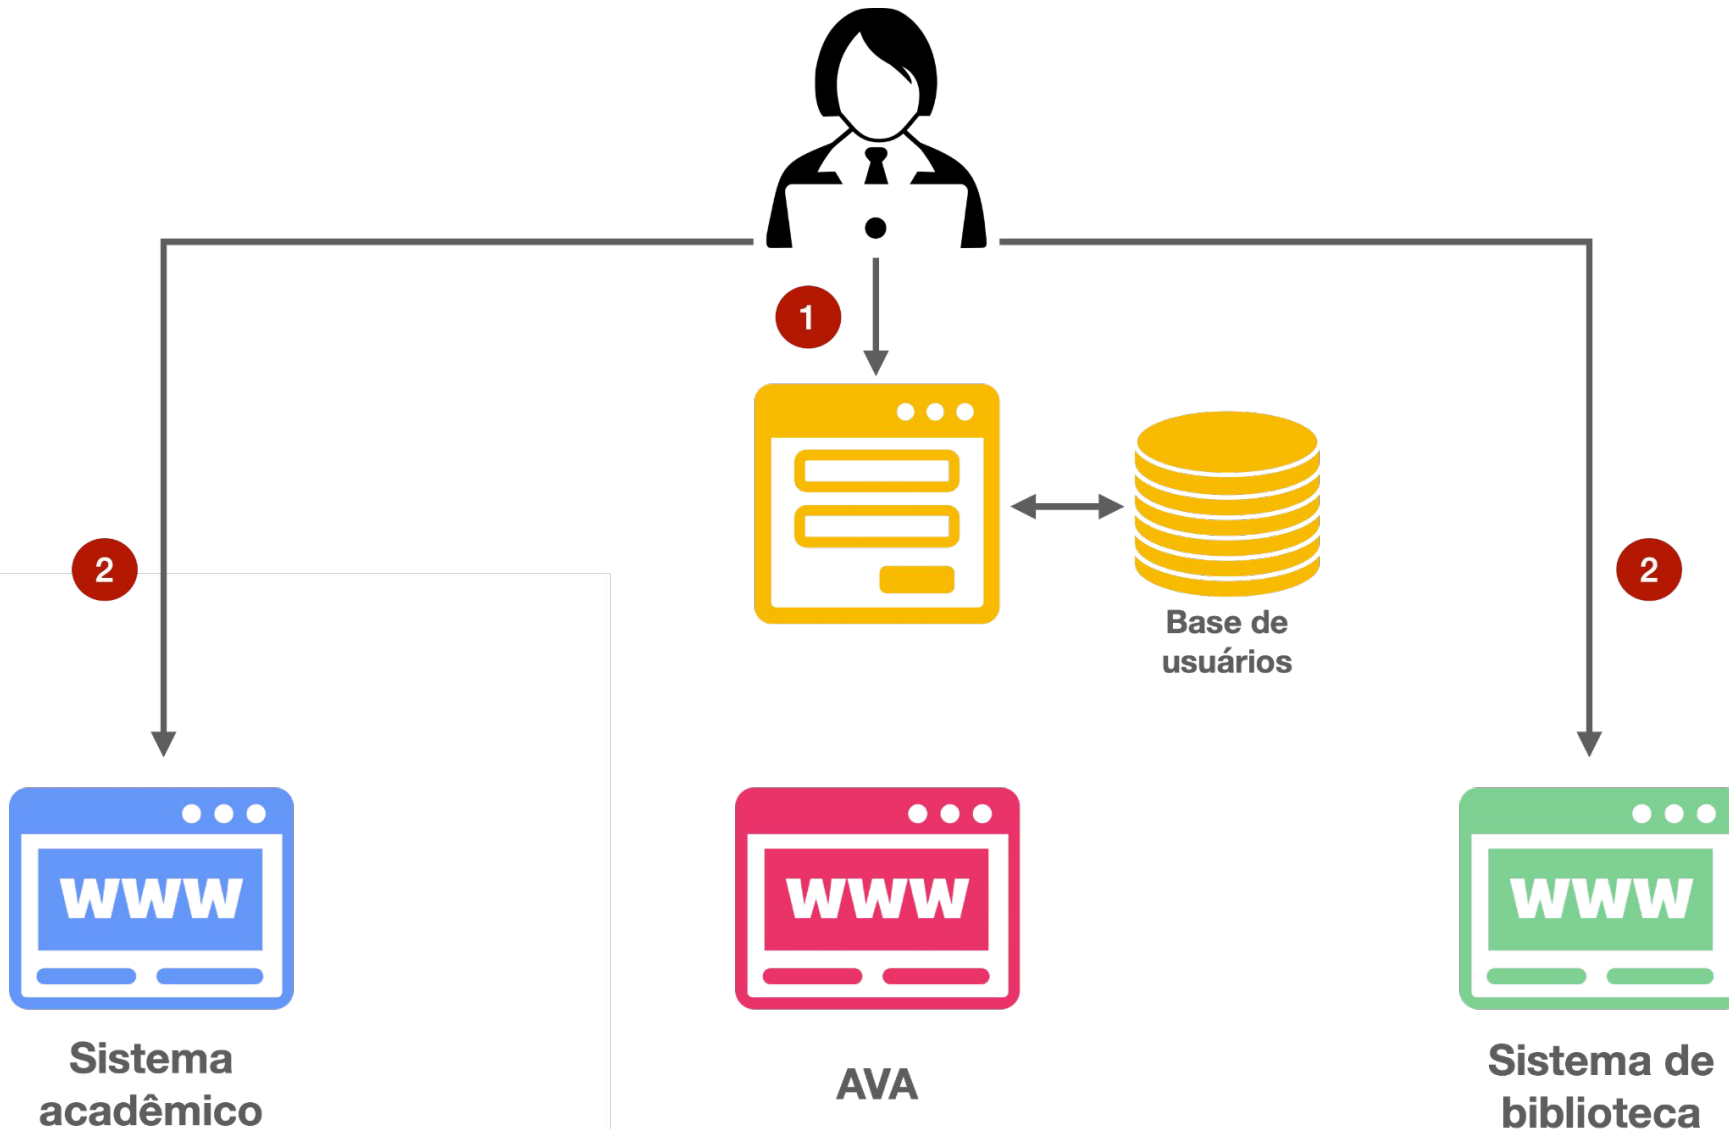 1
2
2
Base de
usuários
WWW
WWW
WWW
Sistema
acadêmico
AVA
Sistema de
biblioteca